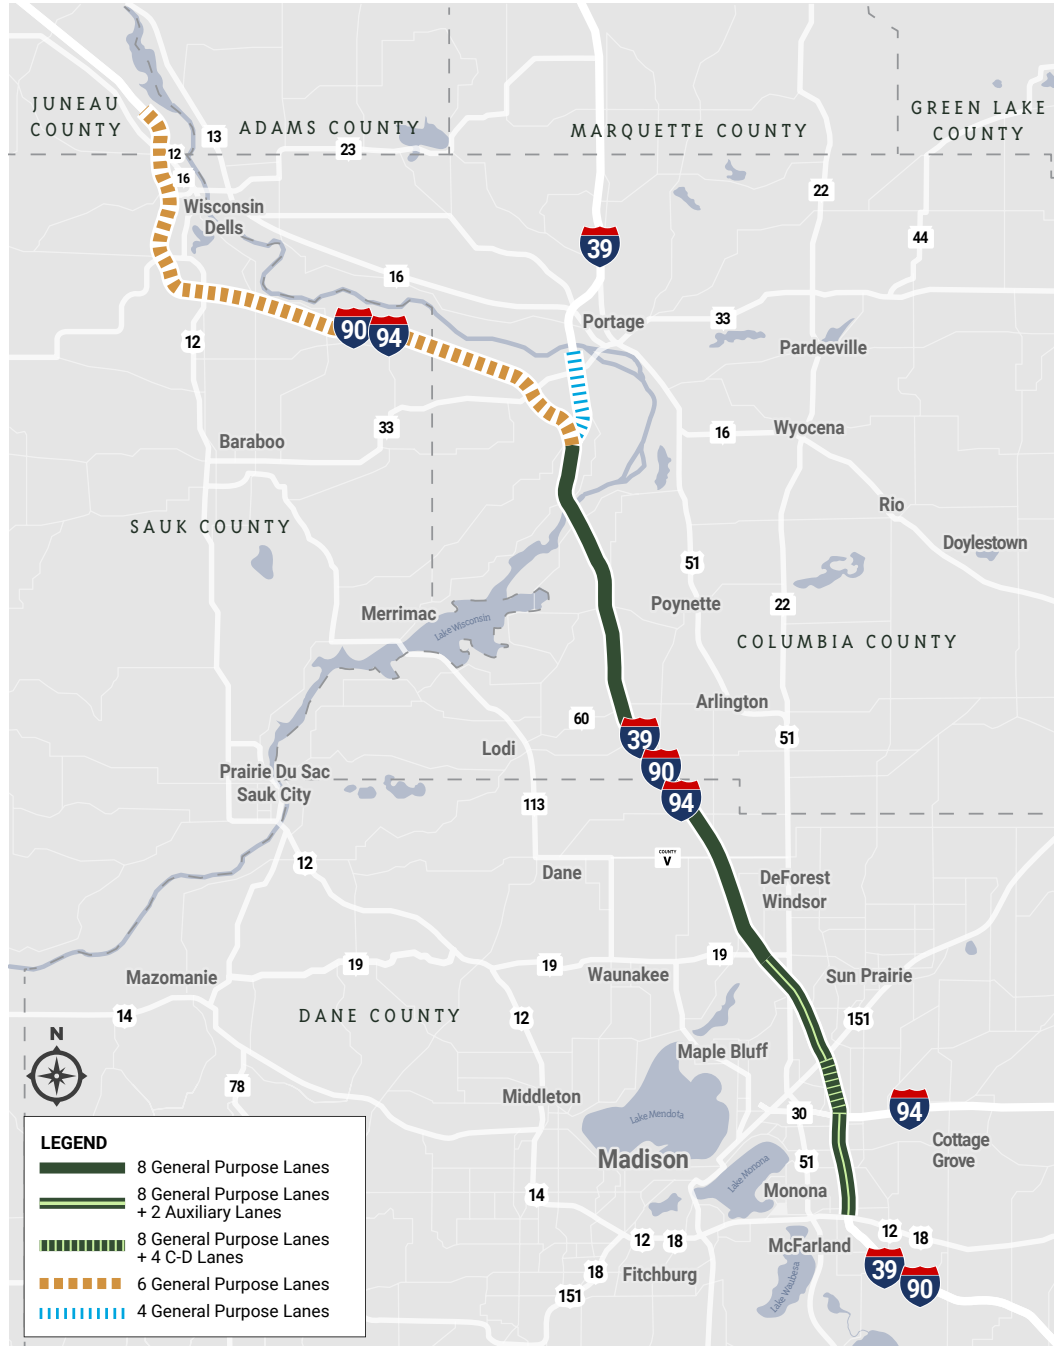 JUNEAU
COUNTY
ADAMS COUNTY
MARQUETTE COUNTY
GREEN LAKE
COUNTY
13
23
12
16
22
Wisconsin
Dells
44
39
16
Portage
33
90
94
12
Pardeeville
33
16
Wyocena
Baraboo
Rio
SAUK COUNTY
Doylestown
51
Merrimac
Poynette
22
Lake Wisconsin
COLUMBIA COUNTY
Arlington
60
39
51
Lodi
90
Prairie Du Sac
Sauk City
94
113
12
COUNTY
V
Dane
DeForest
Windsor
19
19
19
Waunakee
Sun Prairie
Mazomanie
14
DANE COUNTY
12
151
N
Maple Bluff
78
Middleton
Lake Mendota
30
94
Cottage
Grove
Madison
51
Lake Monona
Monona
14
12
18
McFarland
12
18
18
Fitchburg
151
Lake Waubesa
39
90
LEGEND
8 General Purpose Lanes
8 General Purpose Lanes
+ 2 Auxiliary Lanes
8 General Purpose Lanes
+ 4 C-D Lanes
6 General Purpose Lanes
4 General Purpose Lanes